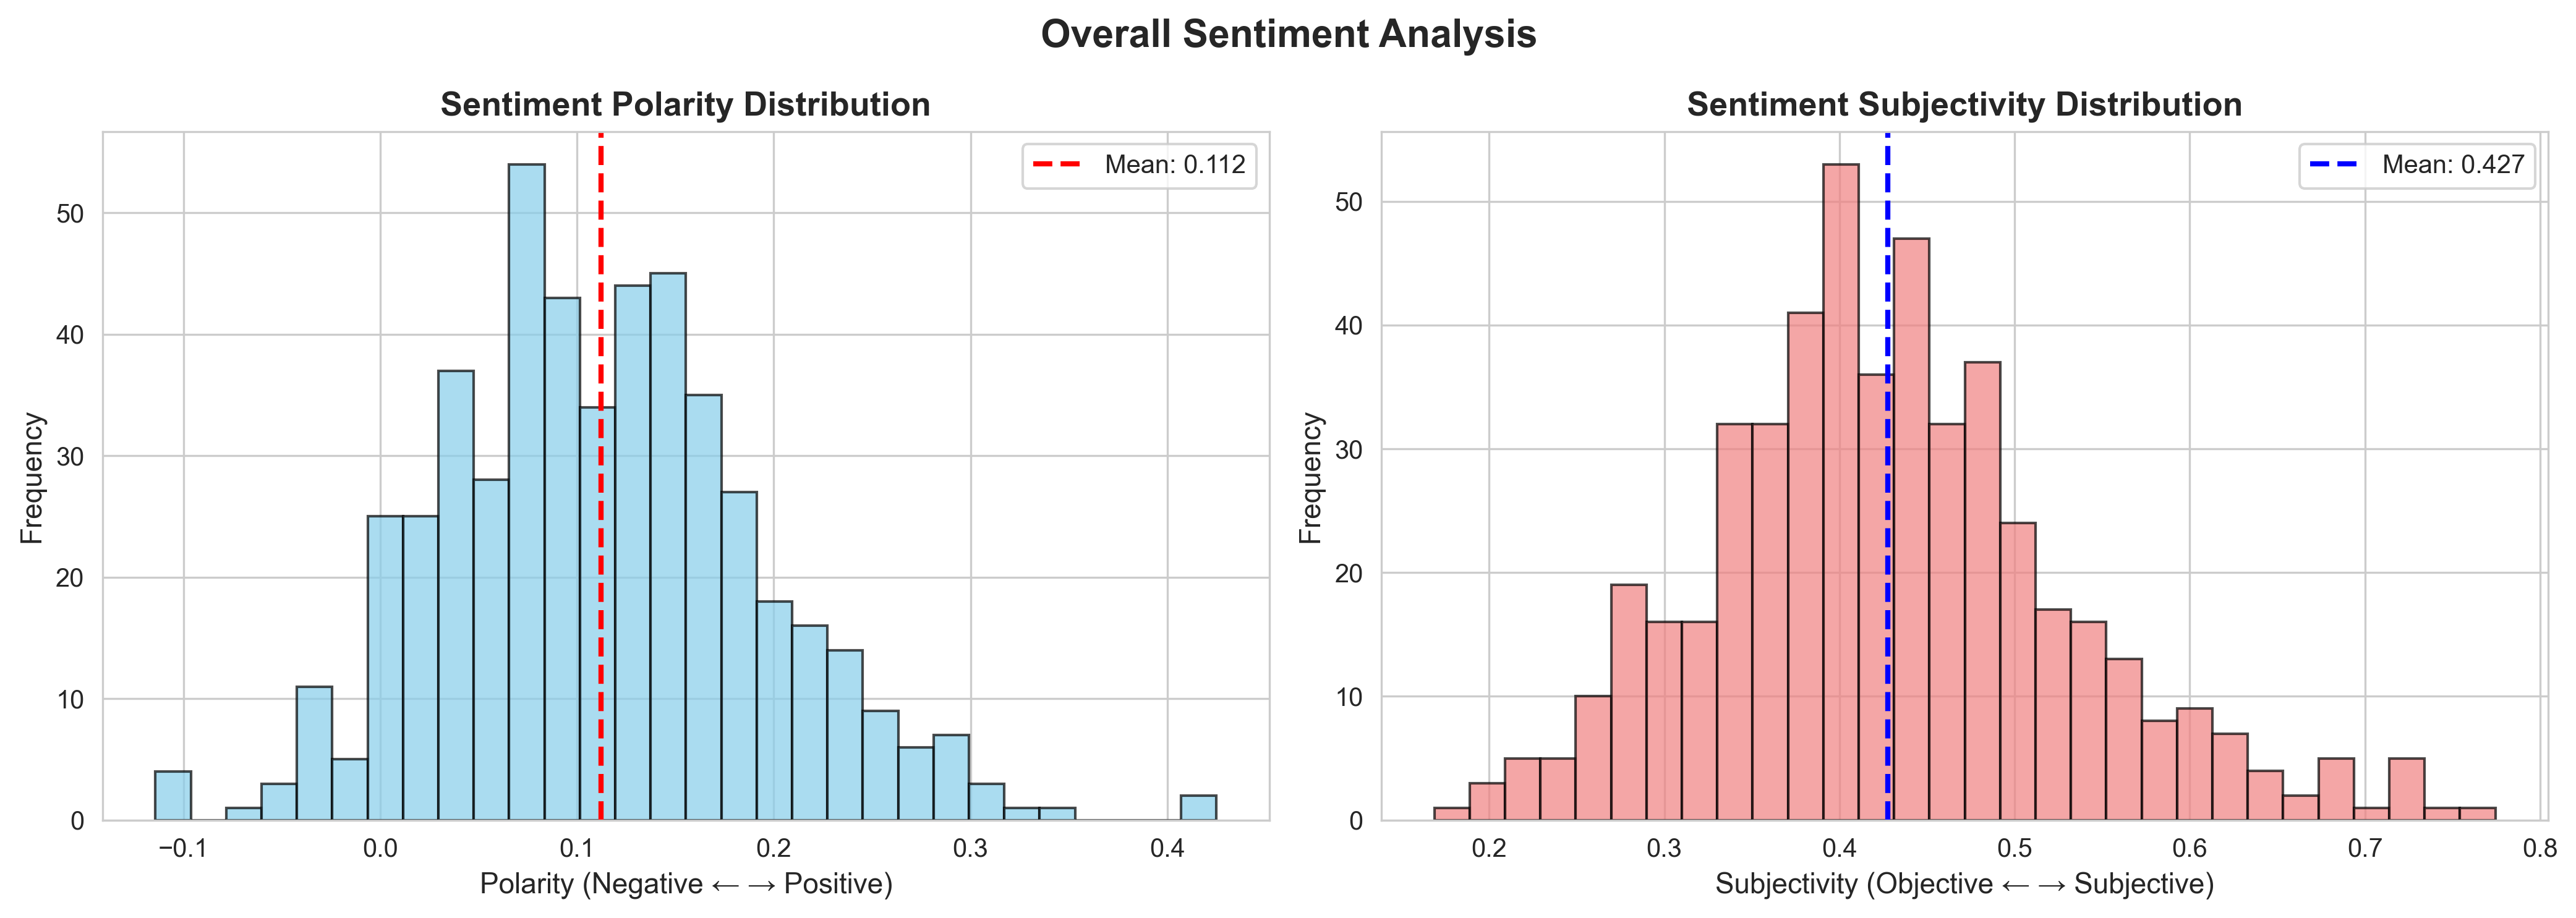 Overall Sentiment Analysis
Sentiment Polarity Distribution
Mean: 0.112
Frequency
50
40
30
20
10
0
−0.1
0.0
0.1
0.2
0.3
0.4
Polarity (Negative ←→ Positive)
Sentiment Subjectivity Distribution
Mean: 0.427
Frequency
50
40
30
20
10
0
0.2
0.3
0.4
0.5
0.6
0.7
0.8
Subjectivity (Objective ←→ Subjective)